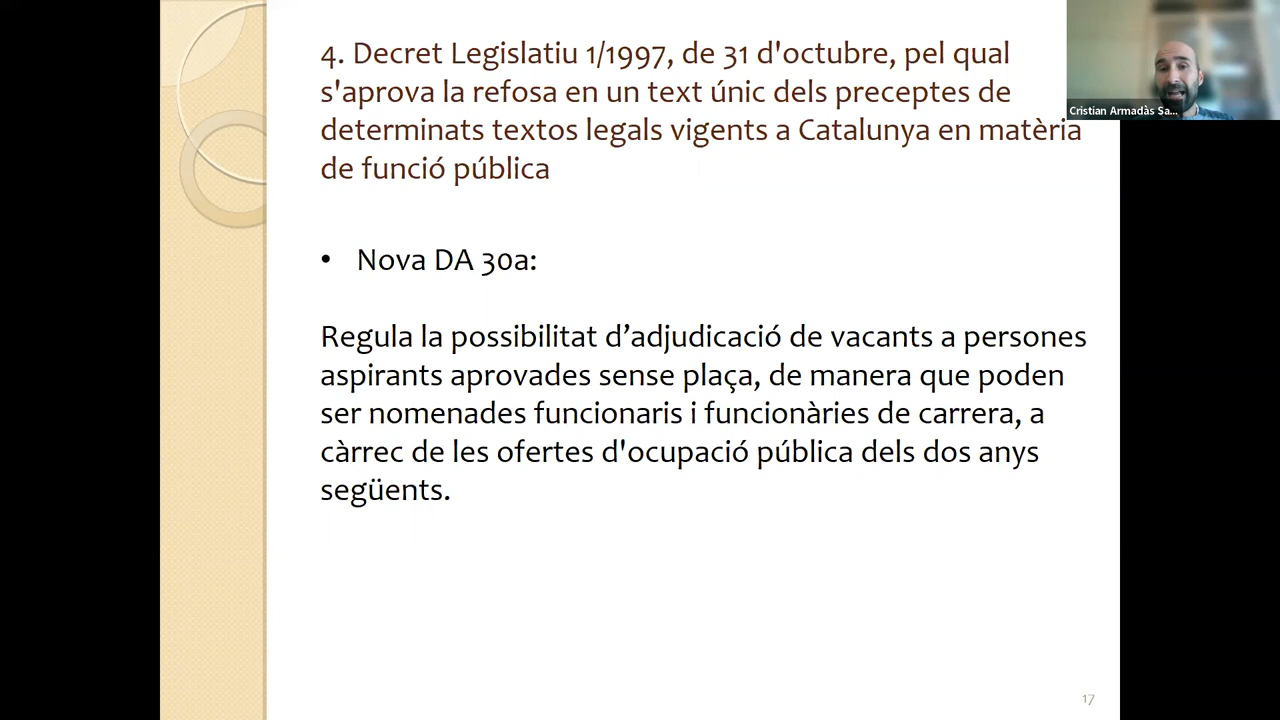 4. Decret Legislatiu 1/1997, de 31 d'octubre, pel qual
s'aprova la refosa en un text únic dels preceptes de
determinats textos legals vigents a Catalunya en matèria
de funció pública
Cristian Armadàs Sa...
• Nova DA 30a:
Regula la possibilitat d’adjudicació de vacants a persones
aspirants aprovades sense plaça, de manera que poden
ser nomenades funcionaris i funcionàries de carrera, a
càrrec de les ofertes d'ocupació pública dels dos anys
següents.
17